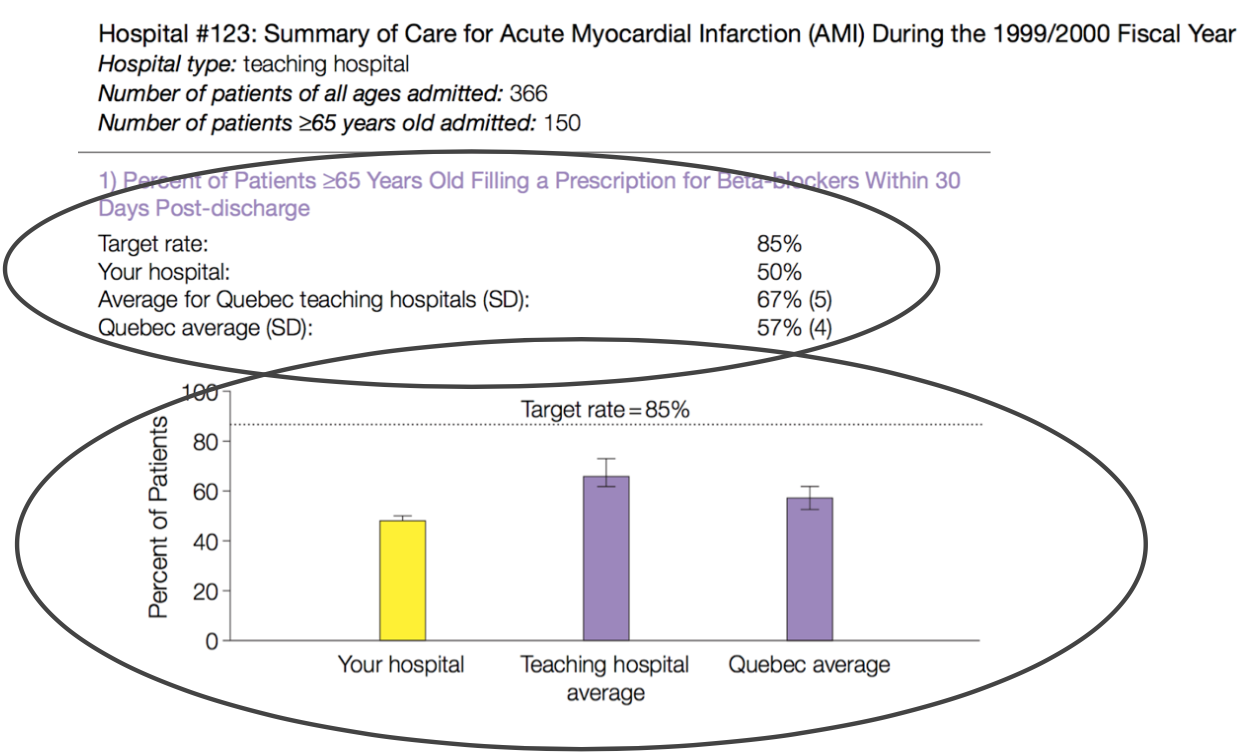 Hospital #123: Summary of Care for Acute Myocardial Infarction (AMI) During the 1999/2000 Fiscal Year
Hospital type: teaching hospital
Number of patients of all ages admitted: 366
Number of patients ≥65 years old admitted: 150
1) Percent of Patients ≥65 Years Old Filling a Prescription for Beta-blockers Within 30
Days Post-discharge
Target rate: 85%
Your hospital: 50%
Average for Quebec teaching hospitals (SD): 67% (5)
Quebec average (SD): 57% (4)
Percent of Patients
100
80
60
40
20
0
Target rate = 85%
Your hospital
Teaching hospital
average
Quebec average